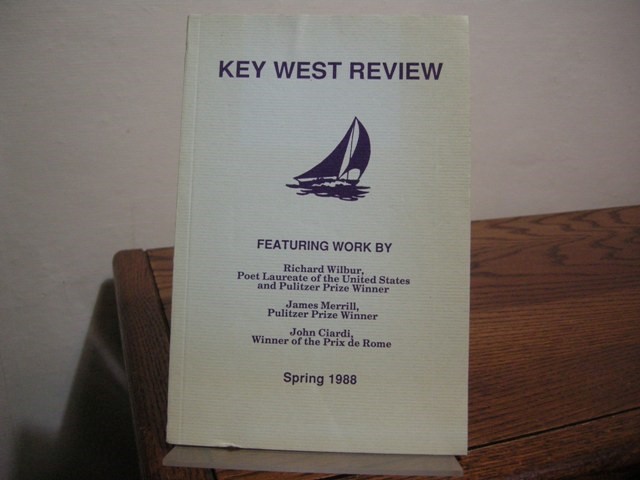 KEY WEST REVIEW
FEATURING WORK BY
Richard Wilbur,
Poet Laureate of the United States
and Pulitzer Prize Winner
James Merrill,
Pulitzer Prize Winner
John Ciardi,
Winner of the Prix de Rome
Spring 1988